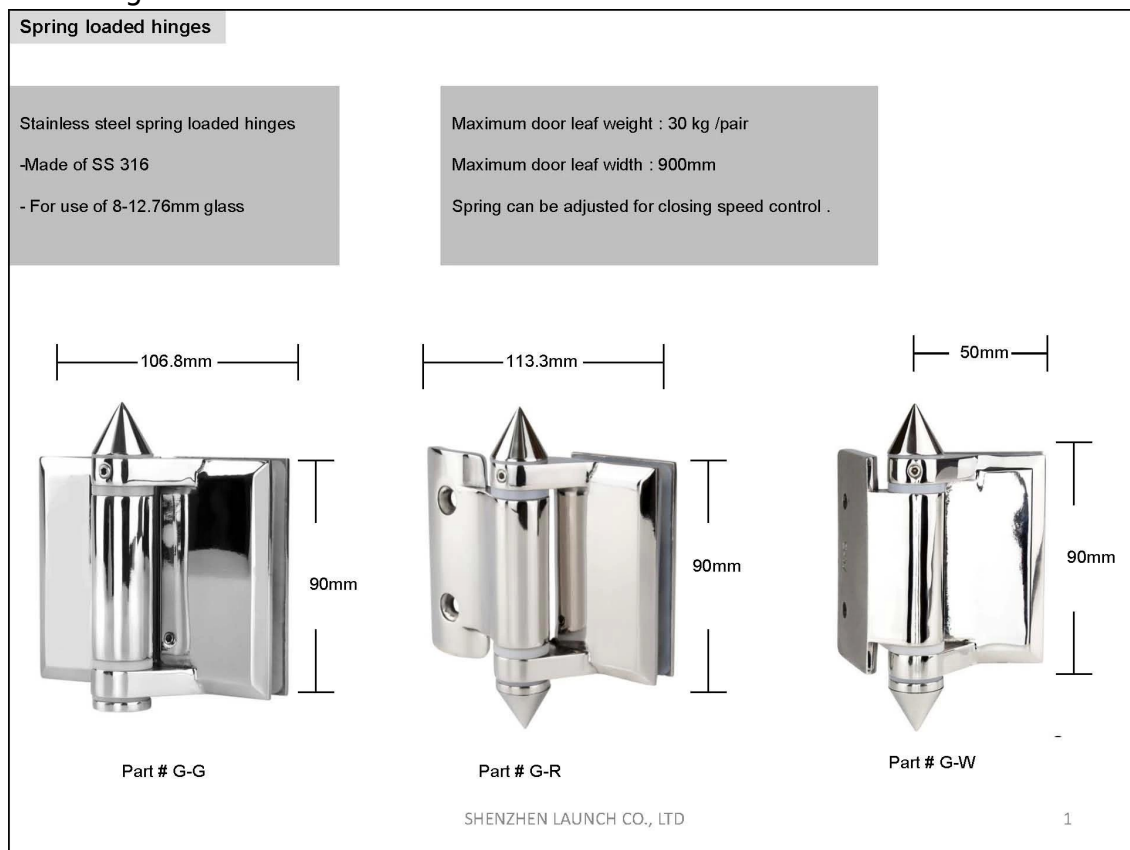 Spring loaded hinges
Stainless steel spring loaded hinges
-Made of SS 316
- For use of 8-12.76mm glass
Maximum door leaf weight : 30 kg /pair
Maximum door leaf width : 900mm
Spring can be adjusted for closing speed control .
106.8mm
113.3mm
50mm
90mm
90mm
90mm
Part # G-G
Part # G-R
Part # G-W
SHENZHEN LAUNCH CO., LTD
1